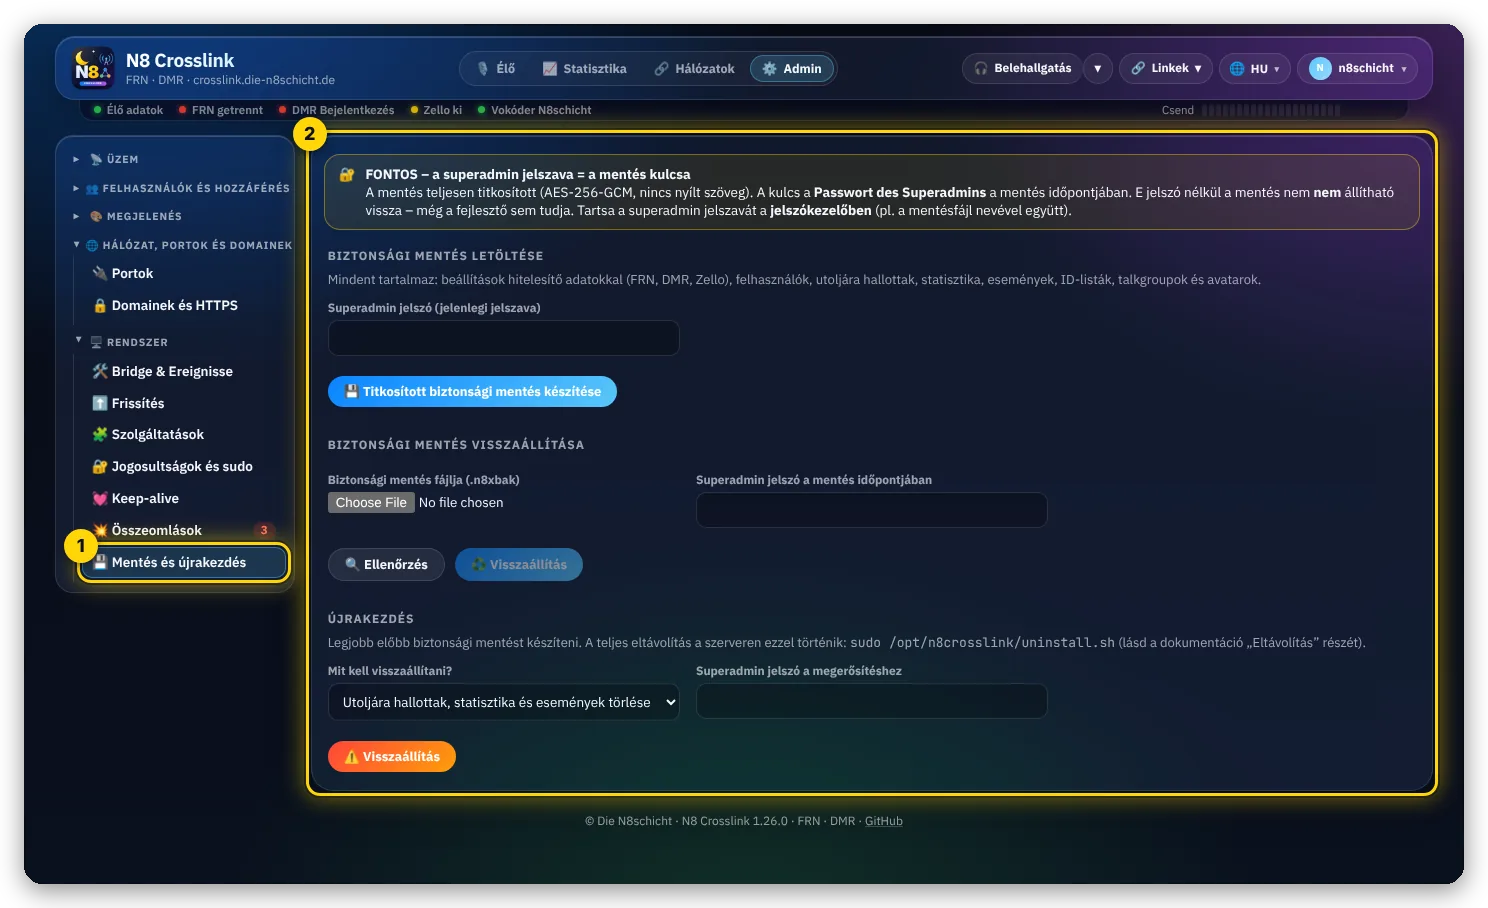 N8 Crosslink
FRN · DMR · crosslink.die-n8schicht.de
Élő
Statisztika
Hálózatok
Admin
Belehallgatás ▾
Linkek ▾
HU ▾
N n8schicht ▾
Élő adatok
FRN getrennt
DMR Bejelentkezés
Zello ki
Vokóder N8schicht
Csend
1
2
ÜZEM
FELHASZNÁLÓK ÉS HOZZÁFÉRÉS
MEGJELENÉS
HÁLÓZAT, PORTOK ÉS DOMAINEK
Portok
Domainek és HTTPS
RENDSZER
Bridge & Ereignisse
Frissítés
Szolgáltatások
Jogosultságok és sudo
Keep-alive
Összeomlások 3
Mentés és újrakezdés
FONTOS – a superadmin jelszava = a mentés kulcsa
A mentés teljesen titkosított (AES-256-GCM, nincs nyílt szöveg). A kulcs a Passwort des Superadmins a mentés időpontjában. E jelszó nélkül a mentés nem nem állítható
vissza – még a fejlesztő sem tudja. Tartsa a superadmin jelszavát a jelszókezelőben (pl. a mentésfájl nevével együtt).
BIZTONSÁGI MENTÉS LETÖLTÉSE
Mindent tartalmaz: beállítások hitelesítő adatokkal (FRN, DMR, Zello), felhasználók, utoljára hallottak, statisztika, események, ID-listák, talkgroupok és avatarok.
Superadmin jelszó (jelenlegi jelszava)
Titkosított biztonsági mentés készítése
BIZTONSÁGI MENTÉS VISSZAÁLLÍTÁSA
Biztonsági mentés fájlja (.n8xbak)
Superadmin jelszó a mentés időpontjában
Choose File No file chosen
Ellenőrzés
Visszaállítás
ÚJRAKEZDÉS
Legjobb előbb biztonsági mentést készíteni. A teljes eltávolítás a szerveren ezzel történik: sudo /opt/n8crosslink/uninstall.sh (lásd a dokumentáció „Eltávolítás” részét).
Mit kell visszaállítani?
Superadmin jelszó a megerősítéshez
Utoljára hallottak, statisztika és események törlése
Visszaállítás
© Die N8schicht · N8 Crosslink 1.26.0 · FRN · DMR · GitHub